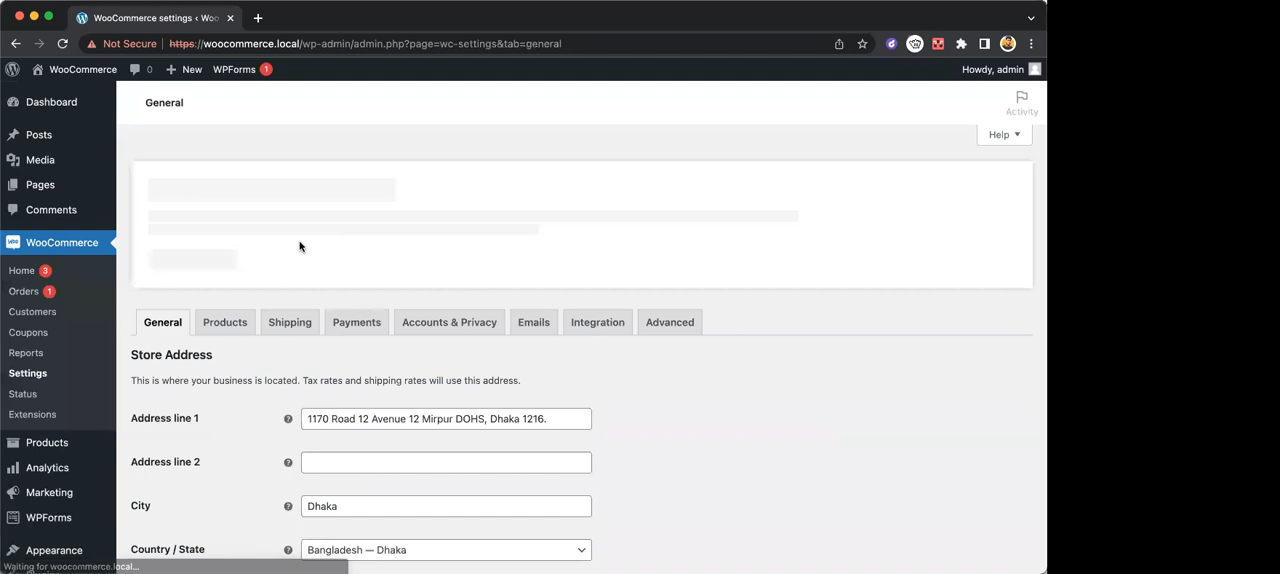 WooCommerce settings ‹ Woo
Not Secure https://woocommerce.local/wp-admin/admin.php?page=wc-settings&tab=general
WooCommerce 0 New WPForms 1 Howdy, admin
Dashboard
Posts
Media
Pages
Comments
WooCommerce
Home 3
Orders 1
Customers
Coupons
Reports
Settings
Status
Extensions
Products
Analytics
Marketing
WPForms
Appearance
General
Activity
Help
General Products Shipping Payments Accounts & Privacy Emails Integration Advanced
Store Address
This is where your business is located. Tax rates and shipping rates will use this address.
Address line 1 1170 Road 12 Avenue 12 Mirpur DOHS, Dhaka 1216.
Address line 2
City Dhaka
Country / State Bangladesh — Dhaka
Waiting for woocommerce.local...